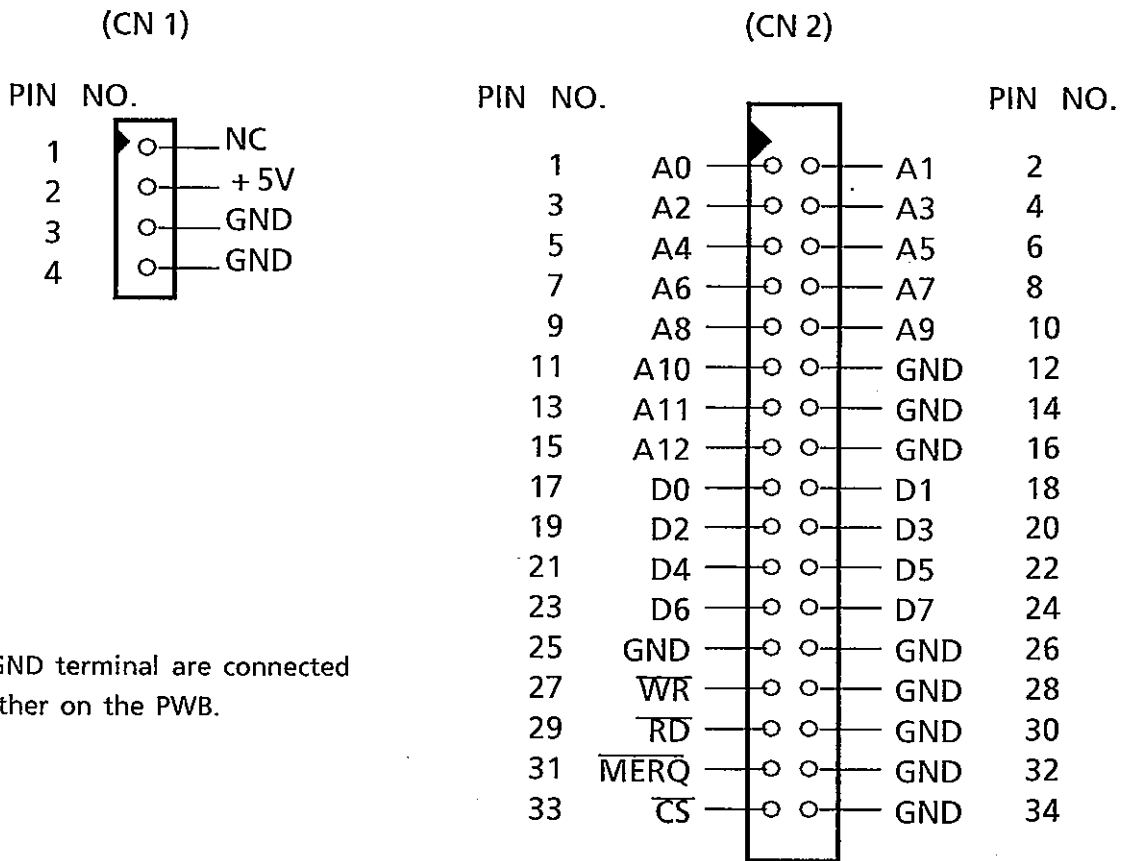 (CN 1)
PIN NO.
1 NC
2 + 5V
3 GND
4 GND
GND terminal are connected
ther on the PWB.
(CN 2)
PIN NO. PIN NO.
1 A0 A1 2
3 A2 A3 4
5 A4 A5 6
7 A6 A7 8
9 A8 A9 10
11 A10 GND 12
13 A11 GND 14
15 A12 GND 16
17 D0 D1 18
19 D2 D3 20
21 D4 D5 22
23 D6 D7 24
25 GND GND 26
27 W̅R̅ GND 28
29 R̅D̅ GND 30
31 M̅E̅R̅Q̅ GND 32
33 C̅S̅ GND 34